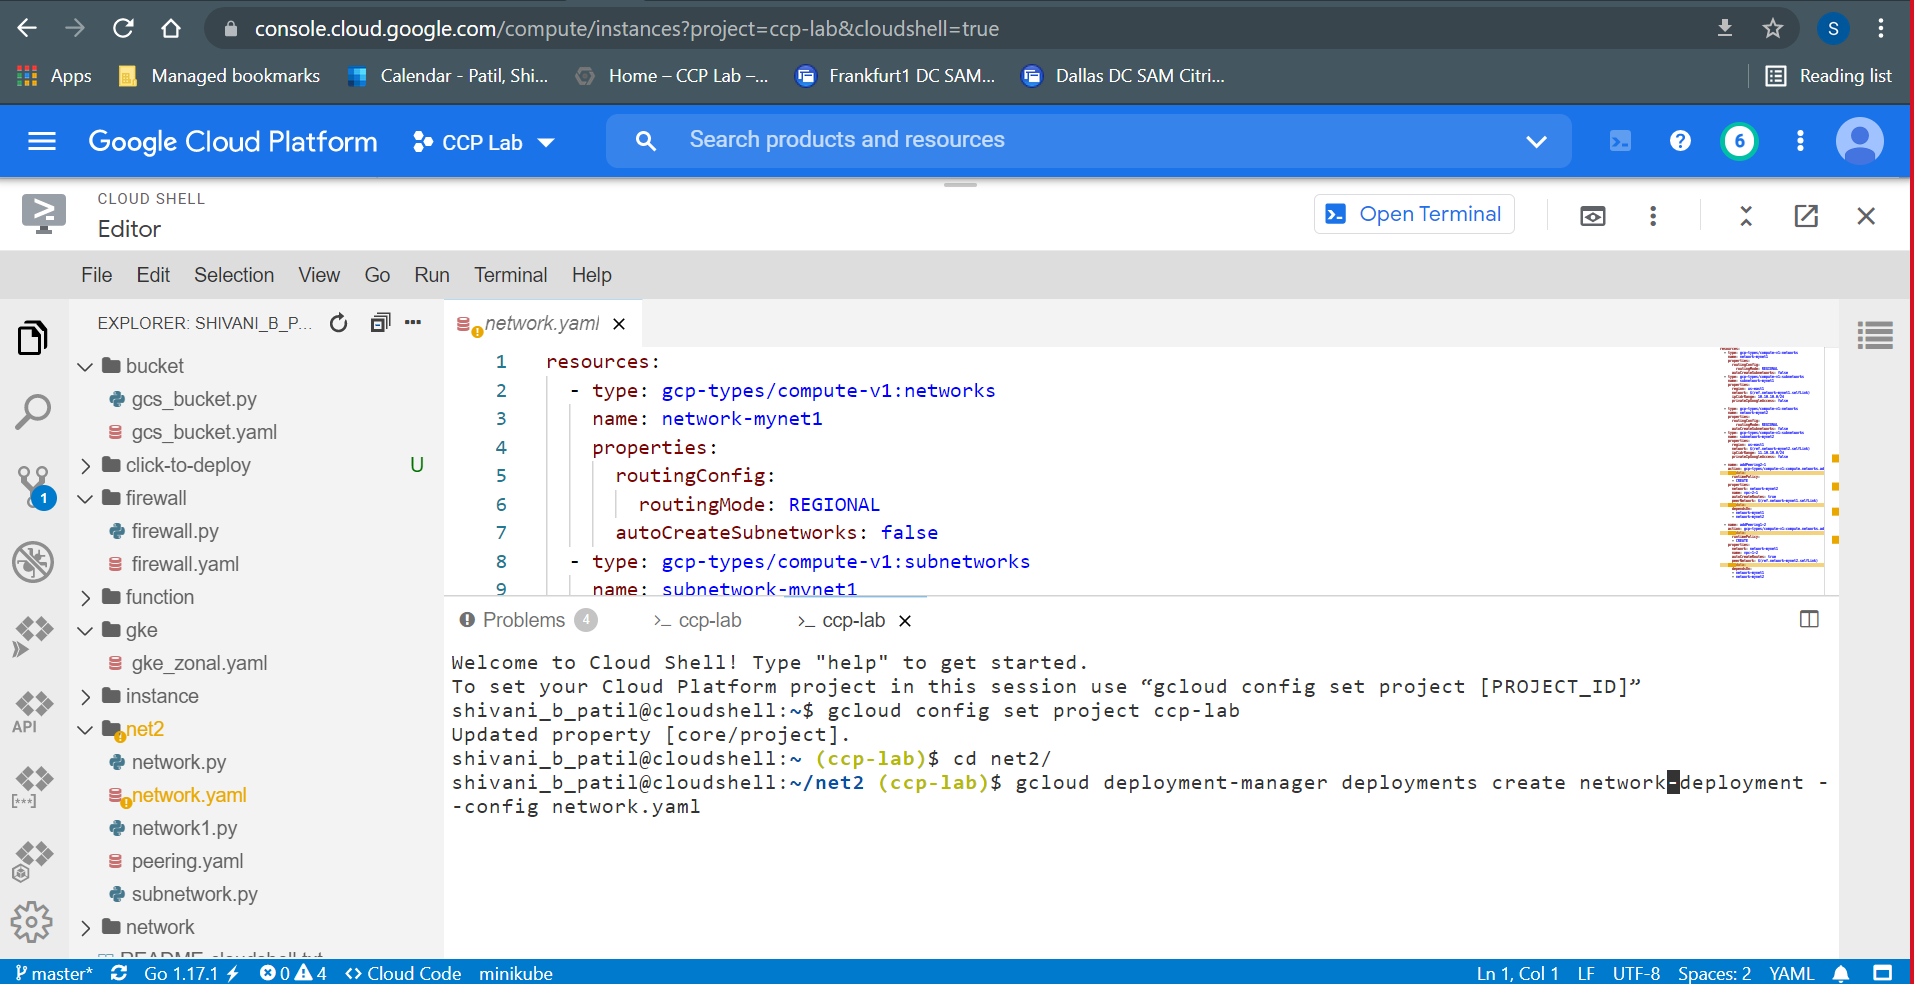 console.cloud.google.com/compute/instances?project=ccp-lab&cloudshell=true
S
Apps
Managed bookmarks
Calendar - Patil, Shi...
Home – CCP Lab –...
Frankfurt1 DC SAM...
Dallas DC SAM Citri...
Reading list
Google Cloud Platform
CCP Lab
Search products and resources
6
CLOUD SHELL
Editor
Open Terminal
File Edit Selection View Go Run Terminal Help
EXPLORER: SHIVANI_B_P...
bucket
gcs_bucket.py
gcs_bucket.yaml
click-to-deploy U
firewall
firewall.py
firewall.yaml
function
gke
gke_zonal.yaml
instance
net2
network.py
network.yaml
network1.py
peering.yaml
subnetwork.py
network
1
API
network.yaml
1 resources:
2 - type: gcp-types/compute-v1:networks
3 name: network-mynet1
4 properties:
5 routingConfig:
6 routingMode: REGIONAL
7 autoCreateSubnetworks: false
8 - type: gcp-types/compute-v1:subnetworks
9 name: subnetwork-mynet1
Problems 4
>_ ccp-lab
>_ ccp-lab
Welcome to Cloud Shell! Type "help" to get started.
To set your Cloud Platform project in this session use “gcloud config set project [PROJECT_ID]”
shivani_b_patil@cloudshell:~$ gcloud config set project ccp-lab
Updated property [core/project].
shivani_b_patil@cloudshell:~ (ccp-lab)$ cd net2/
shivani_b_patil@cloudshell:~/net2 (ccp-lab)$ gcloud deployment-manager deployments create network-deployment -
-config network.yaml
master*
Go 1.17.1
0
4
Cloud Code
minikube
Ln 1, Col 1
LF
UTF-8
Spaces: 2
YAML